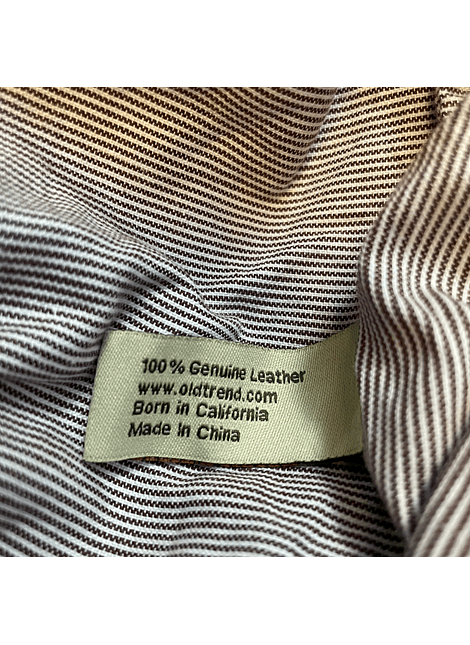 100% Genuine Leather
www.oldtrend.com
Born in California
Made In China